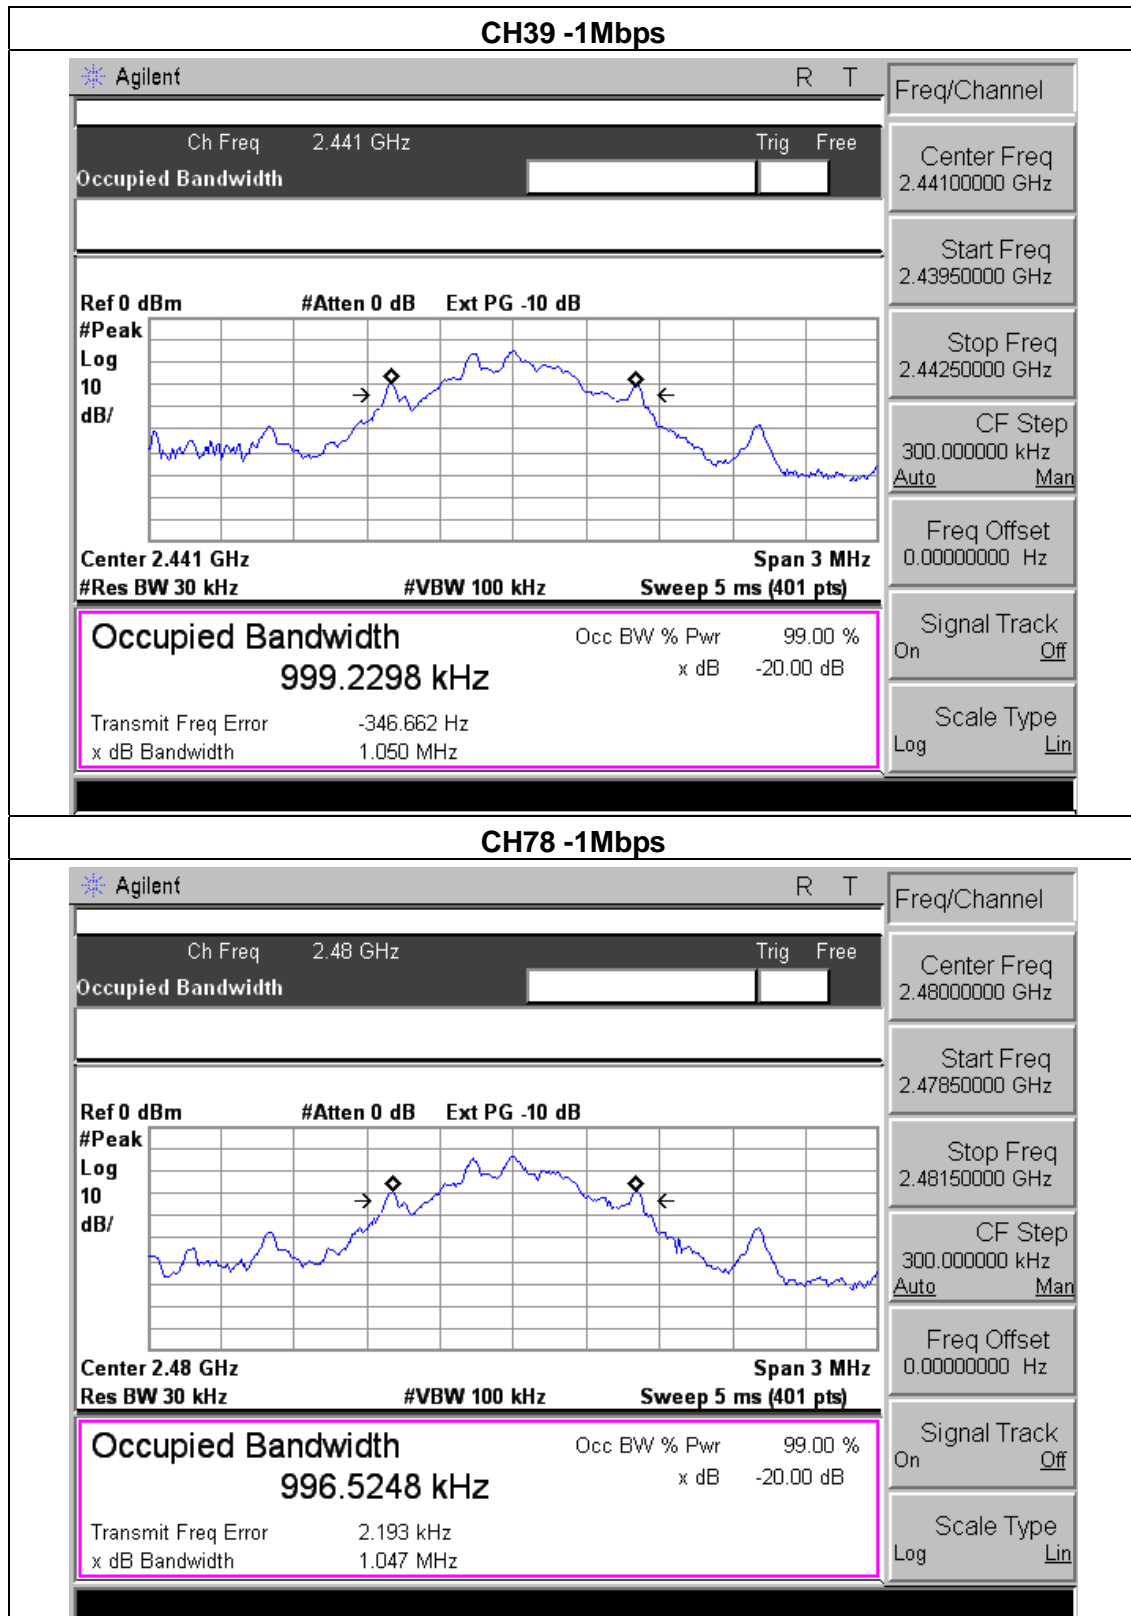 CH39 -1Mbps
Agilent R T
Freq/Channel
Ch Freq 2.441 GHz Trig Free
Occupied Bandwidth
Center Freq
2.44100000 GHz
Start Freq
2.43950000 GHz
Ref 0 dBm #Atten 0 dB Ext PG -10 dB
#Peak
Log
10
dB/
Stop Freq
2.44250000 GHz
CF Step
300.000000 kHz
Auto Man
Freq Offset
0.00000000 Hz
Center 2.441 GHz Span 3 MHz
#Res BW 30 kHz #VBW 100 kHz Sweep 5 ms (401 pts)
Occupied Bandwidth Occ BW % Pwr 99.00 %
999.2298 kHz x dB -20.00 dB
Signal Track
On Off
Transmit Freq Error -346.662 Hz
x dB Bandwidth 1.050 MHz
Scale Type
Log Lin
CH78 -1Mbps
Agilent R T
Freq/Channel
Ch Freq 2.48 GHz Trig Free
Occupied Bandwidth
Center Freq
2.48000000 GHz
Start Freq
2.47850000 GHz
Ref 0 dBm #Atten 0 dB Ext PG -10 dB
#Peak
Log
10
dB/
Stop Freq
2.48150000 GHz
CF Step
300.000000 kHz
Auto Man
Freq Offset
0.00000000 Hz
Center 2.48 GHz Span 3 MHz
Res BW 30 kHz #VBW 100 kHz Sweep 5 ms (401 pts)
Occupied Bandwidth Occ BW % Pwr 99.00 %
996.5248 kHz x dB -20.00 dB
Signal Track
On Off
Transmit Freq Error 2.193 kHz
x dB Bandwidth 1.047 MHz
Scale Type
Log Lin